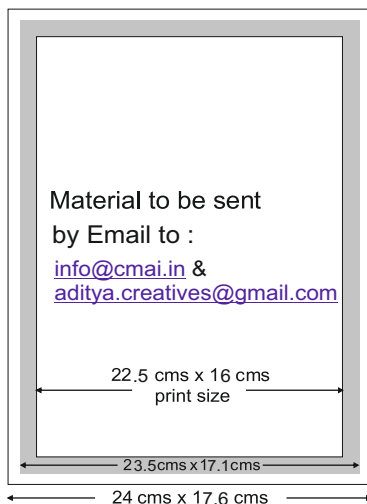 Material to be sent
by Email to :
info@cmai.in &
aditya.creatives@gmail.com
22.5 cms x 16 cms
print size
23.5cms x 17.1cms
24 cms x 17.6 cms